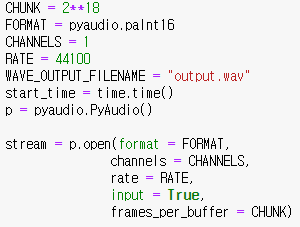 CHUNK = 2**18
FORMAT = pyaudio.paInt16
CHANNELS = 1
RATE = 44100
WAVE_OUTPUT_FILENAME = "output.wav"
start_time = time.time()
p = pyaudio.PyAudio()

stream = p.open(format = FORMAT,
                channels = CHANNELS,
                rate = RATE,
                input = True,
                frames_per_buffer = CHUNK)